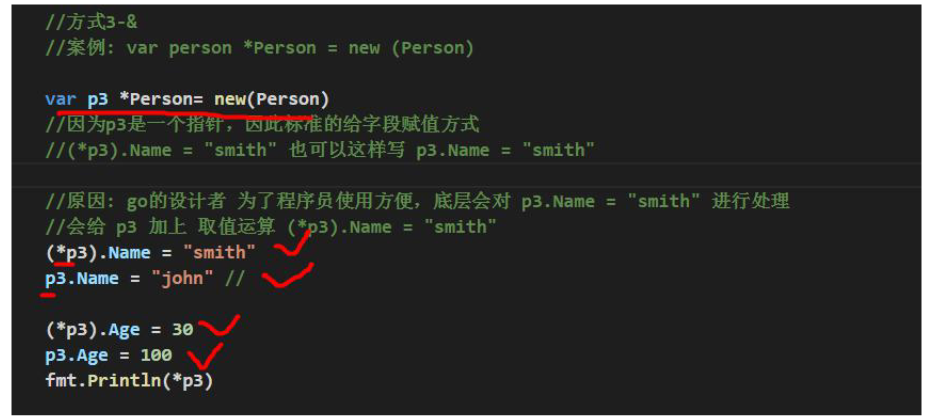 //方式3-&
//案例: var person *Person = new (Person)
var p3 *Person= new(Person)
//因为p3是一个指针，因此标准的给字段赋值方式
//(*p3).Name = "smith" 也可以这样写 p3.Name = "smith"
//原因: go的设计者 为了程序员使用方便，底层会对 p3.Name = "smith" 进行处理
//会给 p3 加上 取值运算 (*p3).Name = "smith"
(*p3).Name = "smith"
p3.Name = "john" //
(*p3).Age = 30
p3.Age = 100
fmt.Println(*p3)